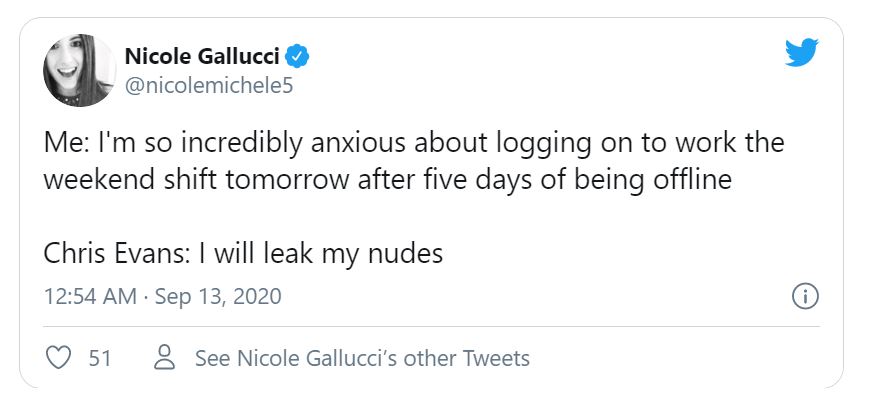 Nicole Gallucci
@nicolemichele5
Me: I'm so incredibly anxious about logging on to work the
weekend shift tomorrow after five days of being offline
Chris Evans: I will leak my nudes
12:54 AM · Sep 13, 2020
51 See Nicole Gallucci's other Tweets